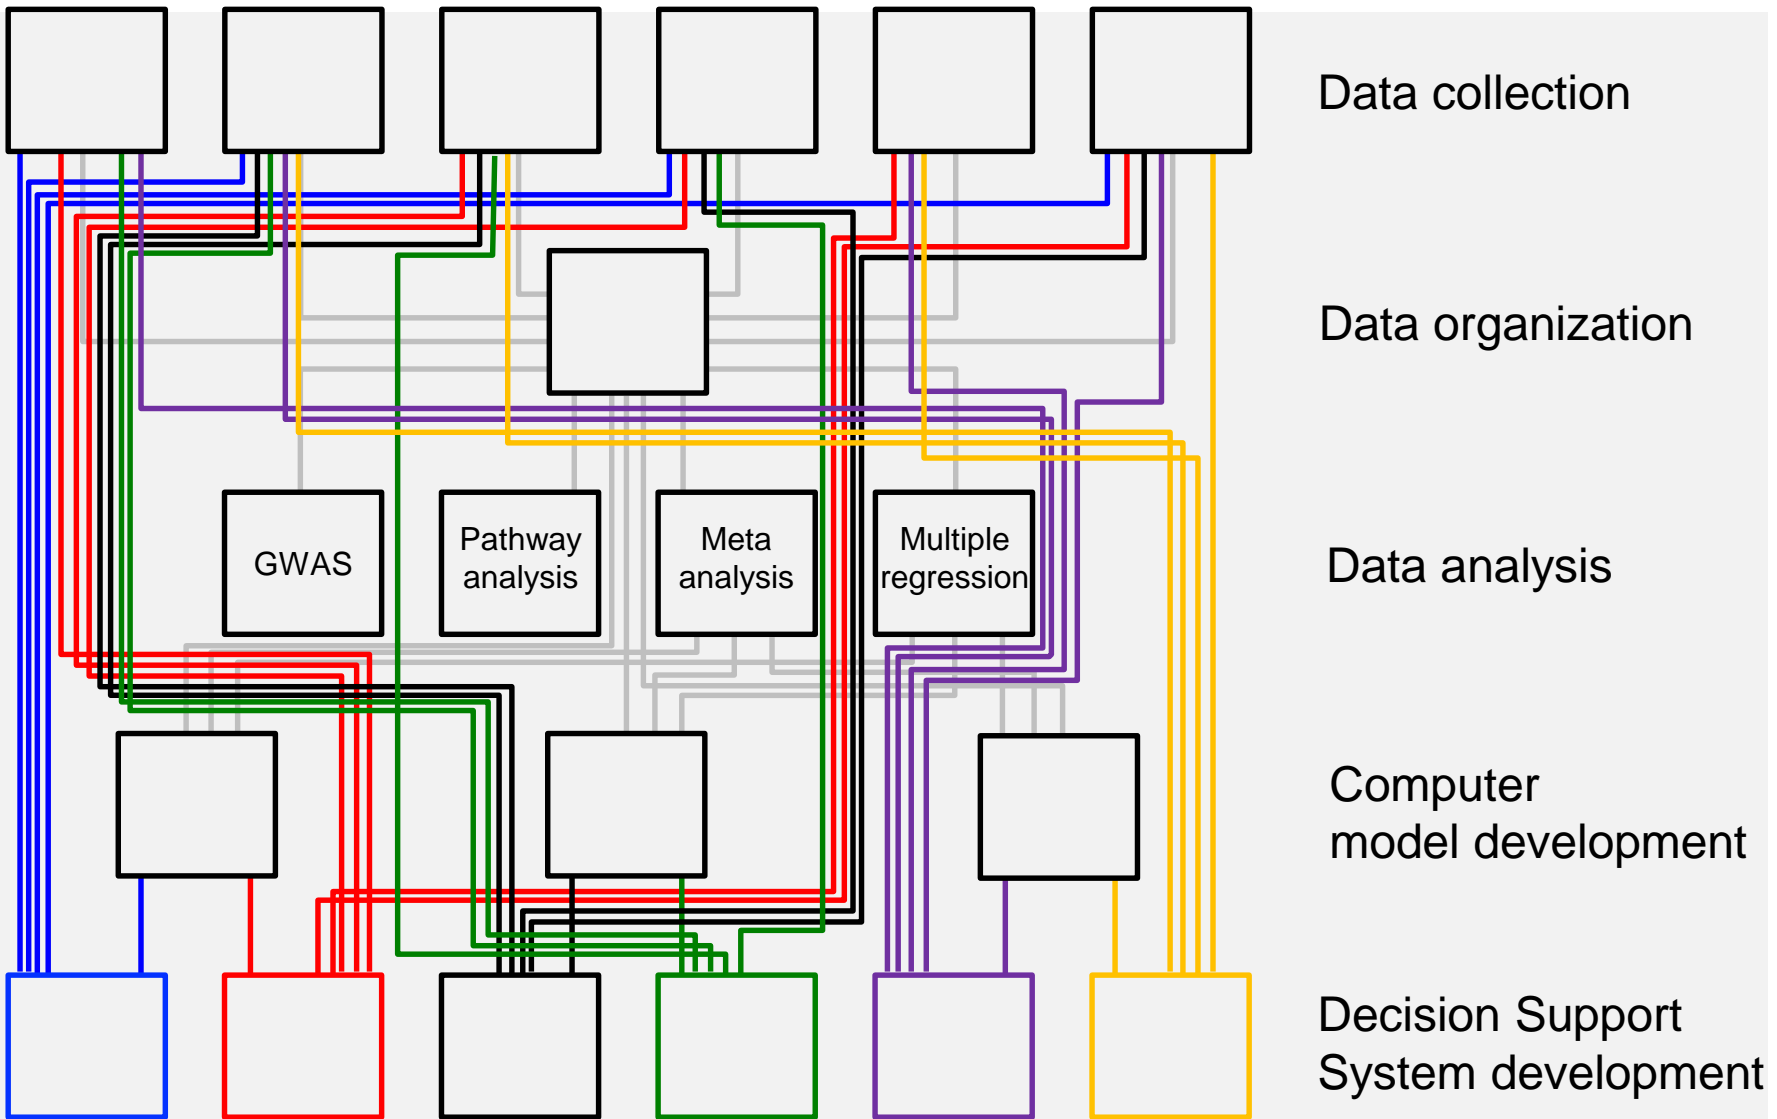 Data collection
Data organization
GWAS
Pathway
analysis
Meta
analysis
Multiple
regression
Data analysis
Computer
model development
Decision Support
System development